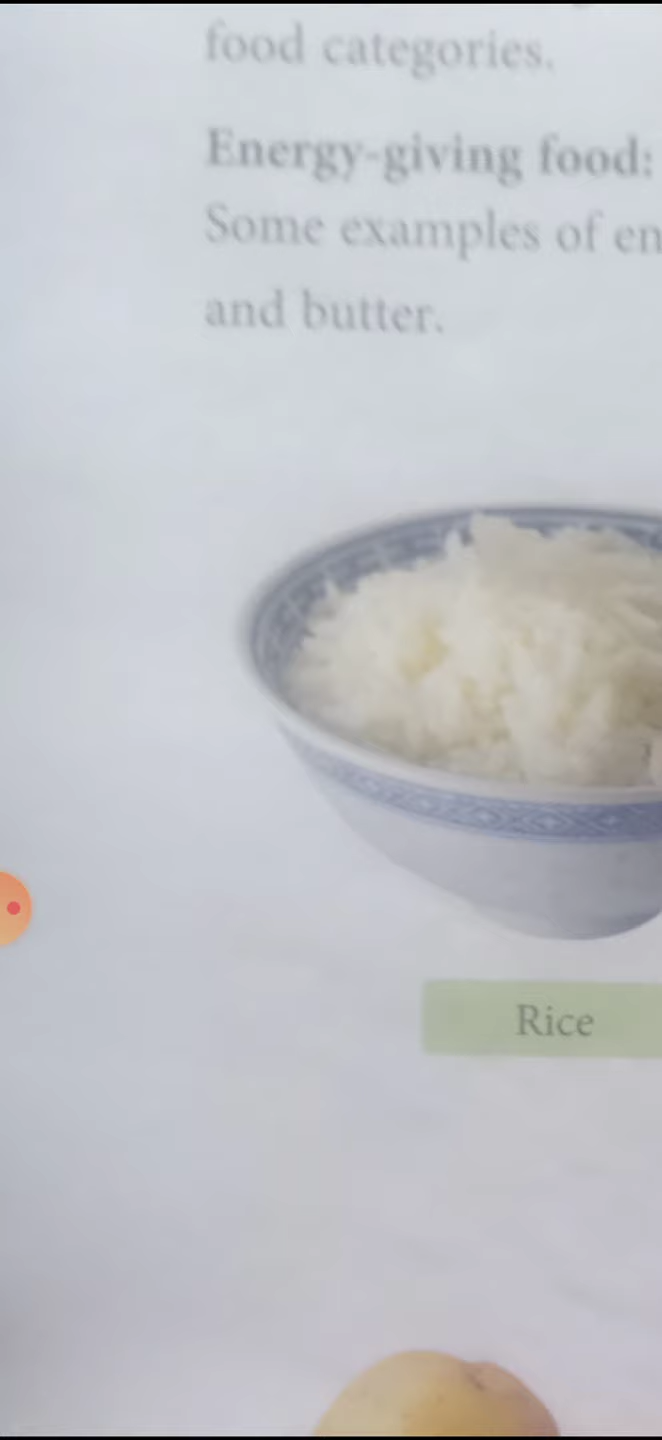 food categories.
Energy-giving food:
Some examples of en
and butter.
Rice